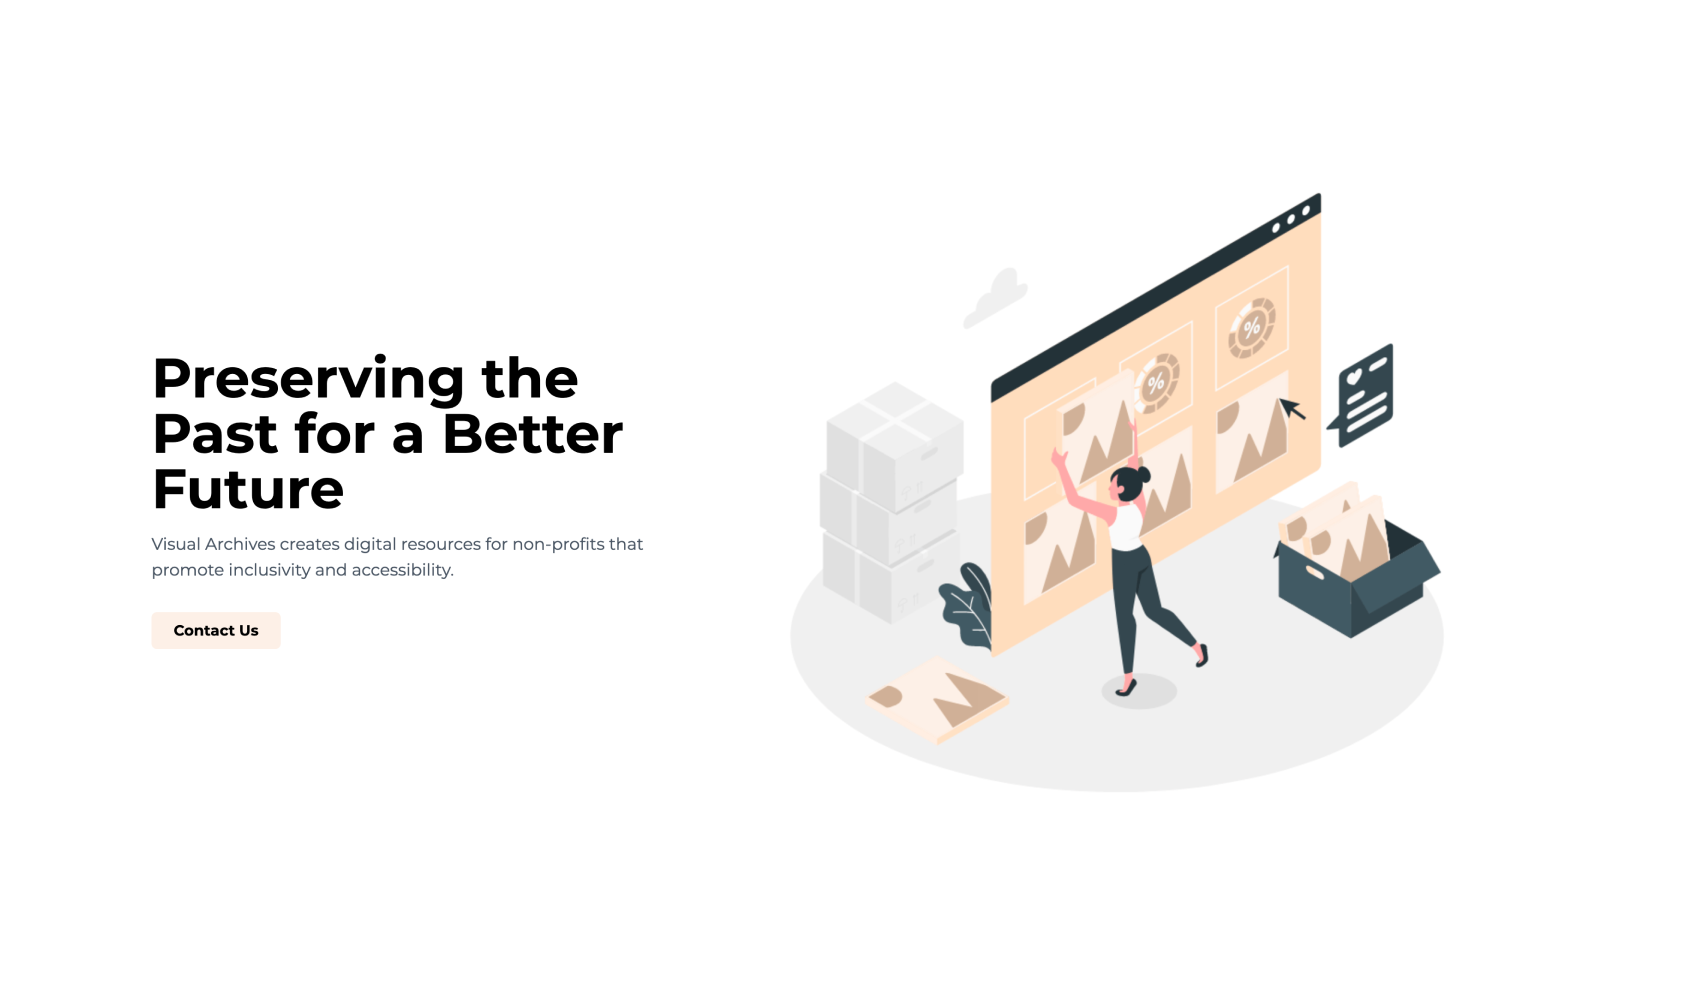 Preserving the
Past for a Better
Future
Visual Archives creates digital resources for non-profits that
promote inclusivity and accessibility.
Contact Us
%
%